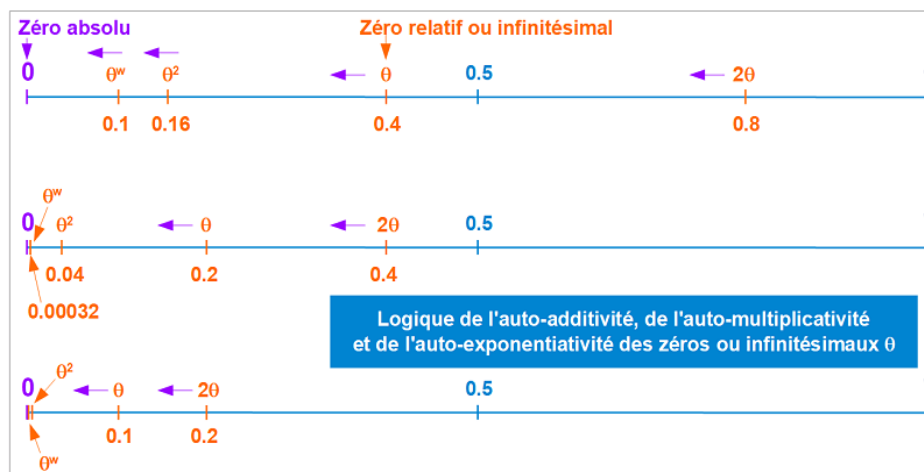 Zéro absolu
Zéro relatif ou infinitésimal
0 θʷ θ² θ 0.5 2θ
0.1 0.16 0.4 0.8
θʷ
0 θ² θ 2θ 0.5
0.04 0.2 0.4
0.00032
Logique de l'auto-additivité, de l'auto-multiplicativité
et de l'auto-exponentiativité des zéros ou infinitésimaux θ
θ²
0 θ 2θ 0.5
0.1 0.2
θʷ